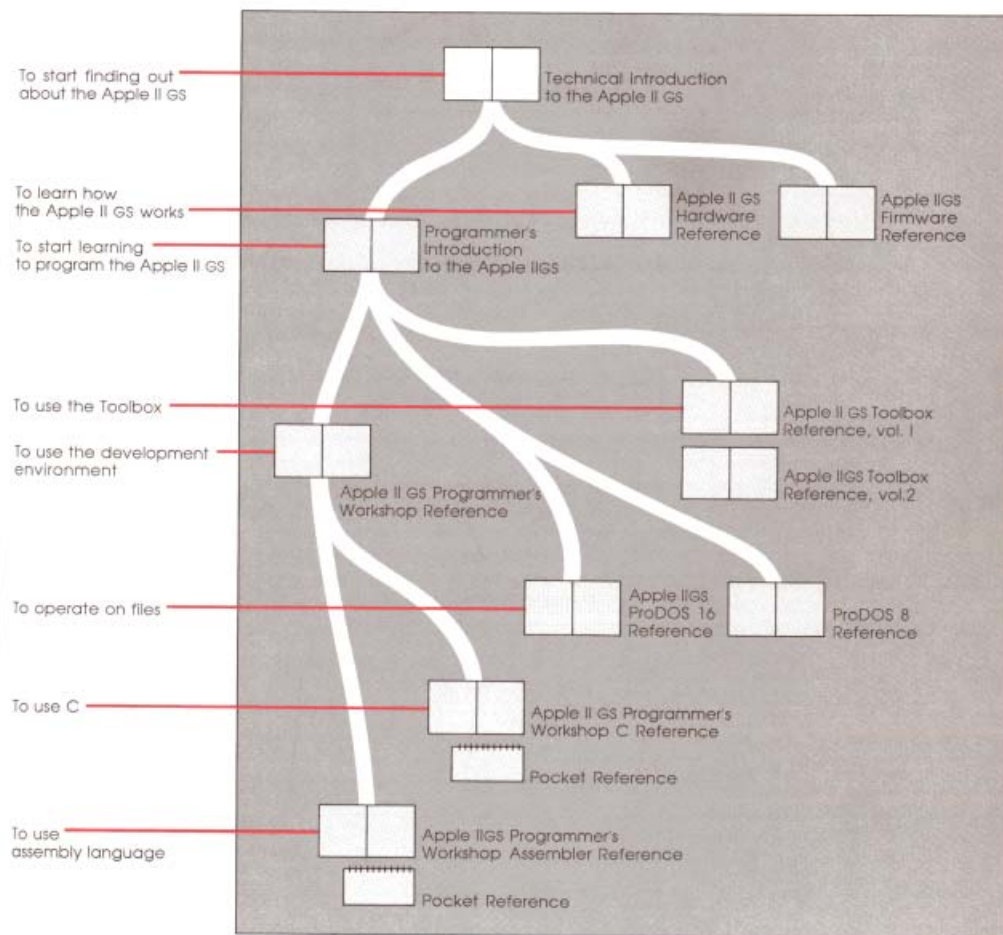 To start finding out
about the Apple II GS
Technical Introduction
to the Apple II GS
To learn how
the Apple II GS works
Apple II GS
Hardware
Reference
Apple IIGS
Firmware
Reference
To start learning
to program the Apple II GS
Programmer's
Introduction
to the Apple IIGS
To use the Toolbox
Apple II GS Toolbox
Reference, vol. 1
To use the development
environment
Apple IIGS Toolbox
Reference, vol.2
Apple II GS Programmer's
Workshop Reference
To operate on files
Apple IIGS
ProDOS 16
Reference
ProDOS 8
Reference
To use C
Apple II GS Programmer's
Workshop C Reference
Pocket Reference
To use
assembly language
Apple IIGS Programmer's
Workshop Assembler Reference
Pocket Reference